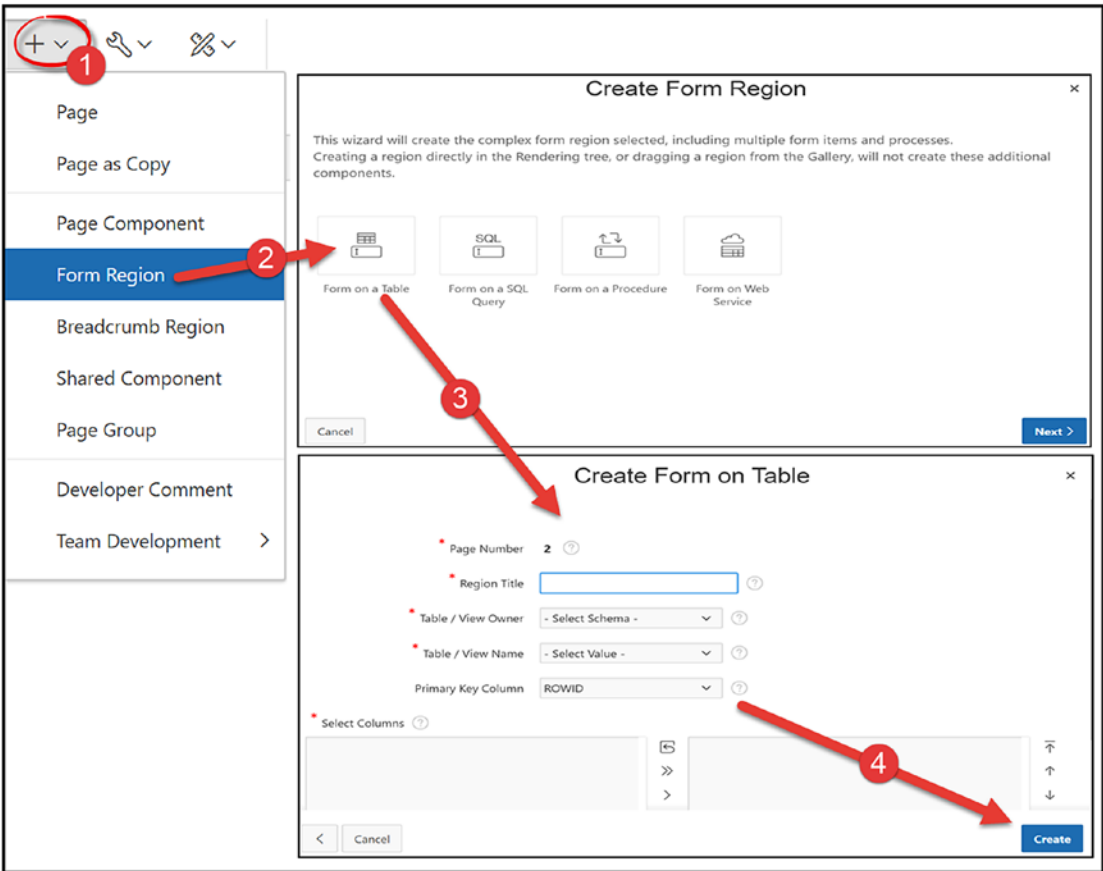 1
Page
Page as Copy
Page Component
Form Region
2
Breadcrumb Region
Shared Component
Page Group
Developer Comment
Team Development
Create Form Region
This wizard will create the complex form region selected, including multiple form items and processes.
Creating a region directly in the Rendering tree, or dragging a region from the Gallery, will not create these additional
components.
SQL
Form on a Table
Form on a SQL
Query
Form on a Procedure
Form on Web
Service
3
Cancel
Next >
Create Form on Table
* Page Number 2 ?
* Region Title ?
* Table / View Owner - Select Schema - ?
* Table / View Name - Select Value - ?
Primary Key Column ROWID ?
* Select Columns ?
4
Cancel
Create